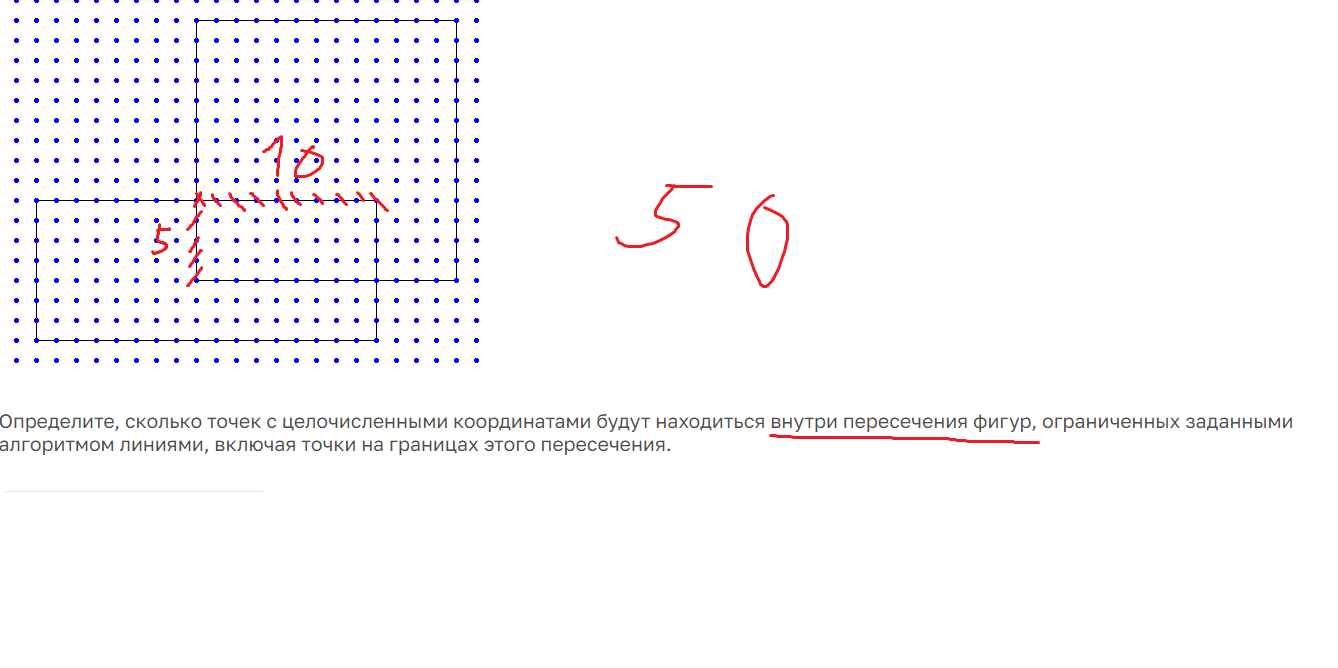 10
5
50
Определите, сколько точек с целочисленными координатами будут находиться внутри пересечения фигур, ограниченных заданными
алгоритмом линиями, включая точки на границах этого пересечения.